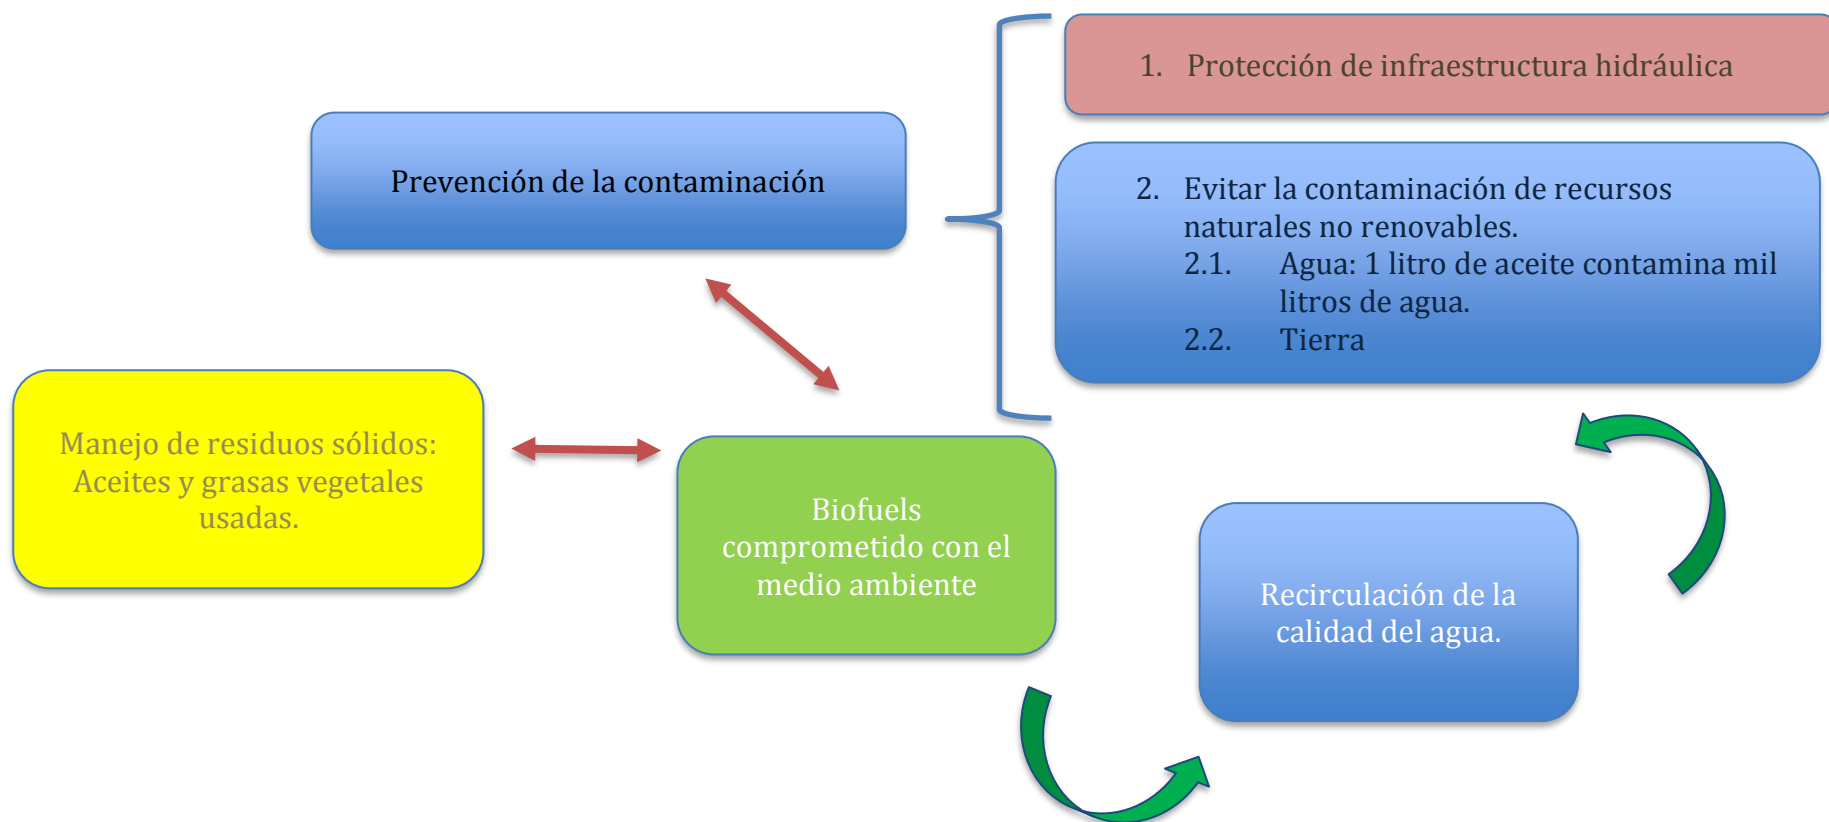 1. Protección de infraestructura hidráulica
Prevención de la contaminación
2. Evitar la contaminación de recursos
naturales no renovables.
2.1. Agua: 1 litro de aceite contamina mil
litros de agua.
2.2. Tierra
Manejo de residuos sólidos:
Aceites y grasas vegetales
usadas.
Biofuels
comprometido con el
medio ambiente
Recirculación de la
calidad del agua.